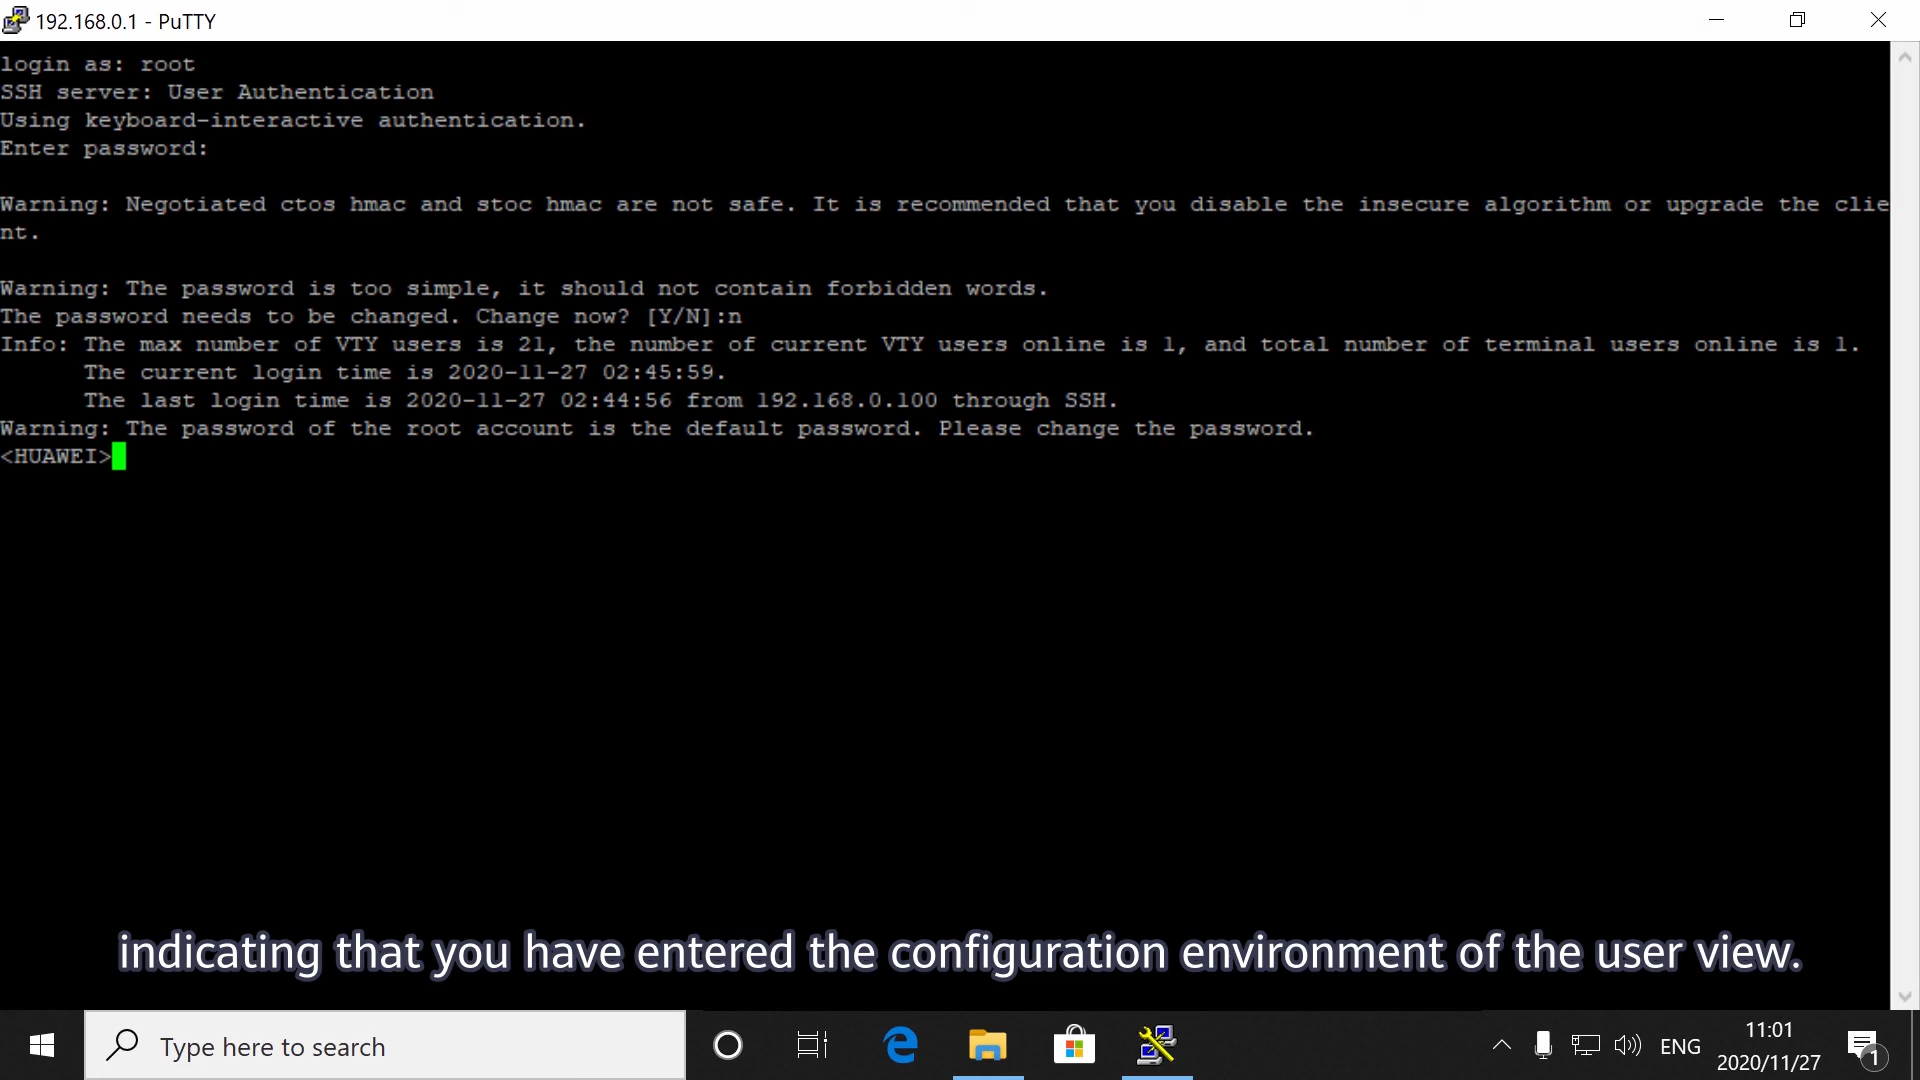 192.168.0.1 - PuTTY
login as: root
SSH server: User Authentication
Using keyboard-interactive authentication.
Enter password:
Warning: Negotiated ctos hmac and stoc hmac are not safe. It is recommended that you disable the insecure algorithm or upgrade the clie
nt.
Warning: The password is too simple, it should not contain forbidden words.
The password needs to be changed. Change now? [Y/N]:n
Info: The max number of VTY users is 21, the number of current VTY users online is 1, and total number of terminal users online is 1.
The current login time is 2020-11-27 02:45:59.
The last login time is 2020-11-27 02:44:56 from 192.168.0.100 through SSH.
Warning: The password of the root account is the default password. Please change the password.
<HUAWEI>
indicating that you have entered the configuration environment of the user view.
Type here to search
ENG
11:01
2020/11/27
1